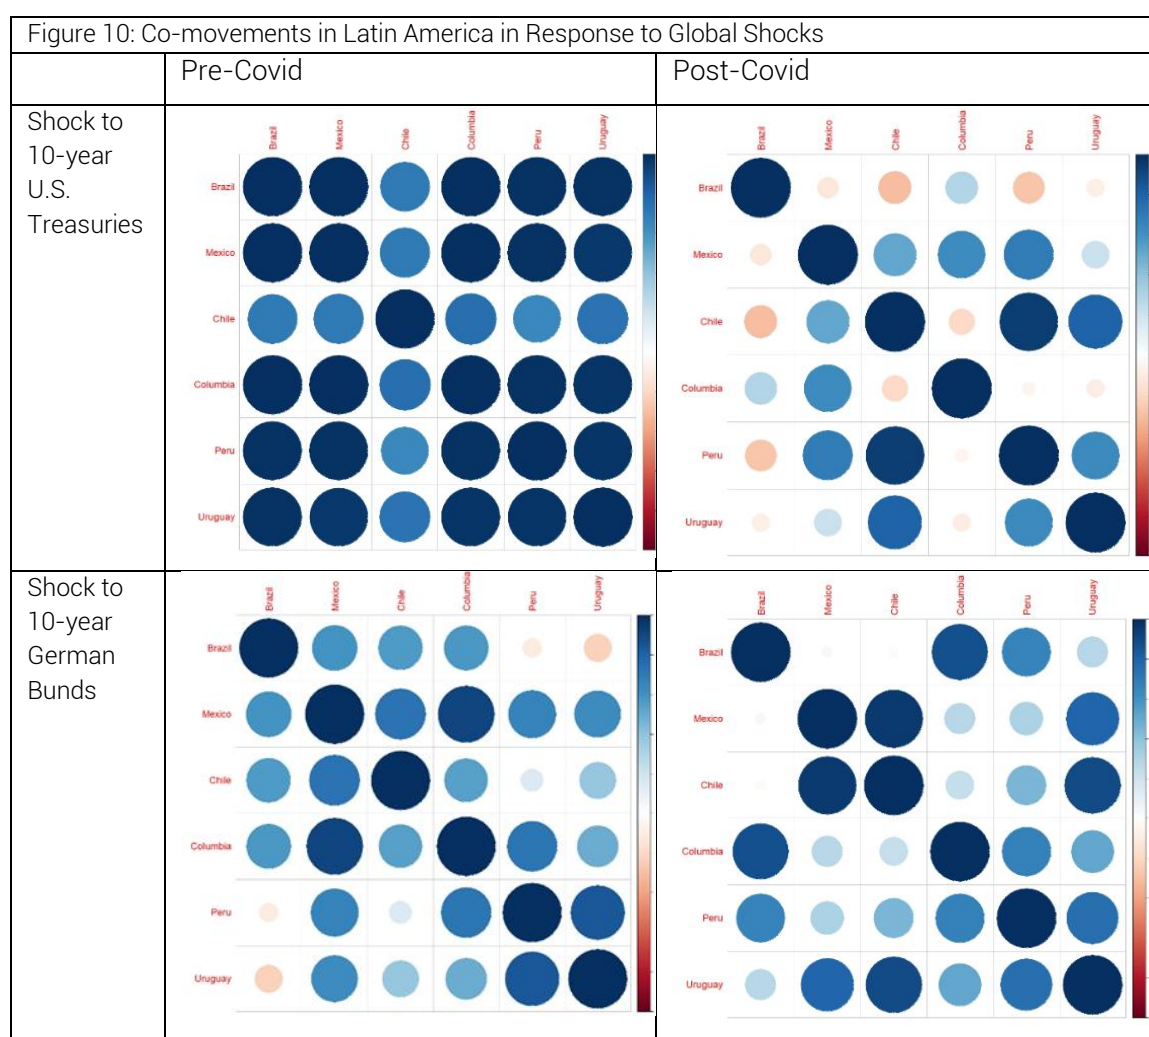 Figure 10: Co-movements in Latin America in Response to Global Shocks
Pre-Covid
Post-Covid
Shock to
10-year
U.S.
Treasuries
Brazil
Mexico
Chile
Columbia
Peru
Uruguay
Brazil
Mexico
Chile
Columbia
Peru
Uruguay
Brazil
Mexico
Chile
Columbia
Peru
Uruguay
Brazil
Mexico
Chile
Columbia
Peru
Uruguay
Shock to
10-year
German
Bunds
Brazil
Mexico
Chile
Columbia
Peru
Uruguay
Brazil
Mexico
Chile
Columbia
Peru
Uruguay
Brazil
Mexico
Chile
Columbia
Peru
Uruguay
Brazil
Mexico
Chile
Columbia
Peru
Uruguay